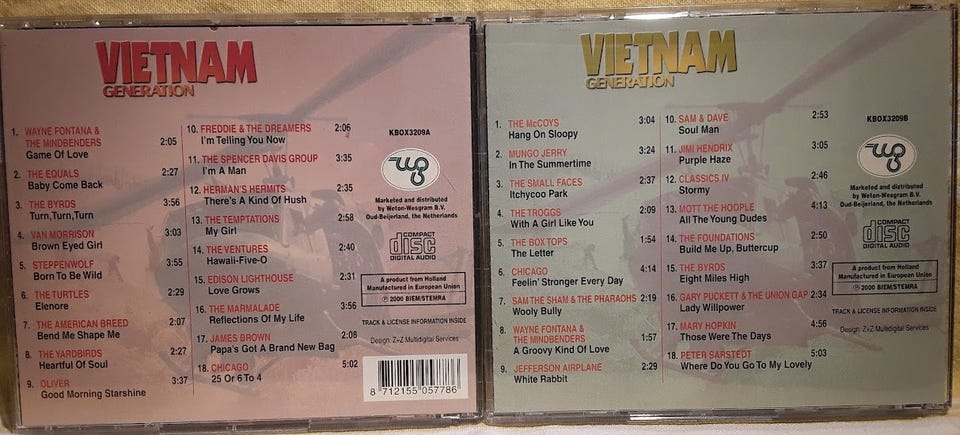 VIETNAM
GENERATION
1. WAYNE FONTANA &
THE MINDBENDERS
Game Of Love 2:05
2. THE EQUALS
Baby Come Back 2:27
3. THE BYRDS
Turn,Turn,Turn 3:56
4. VAN MORRISON
Brown Eyed Girl 3:03
5. STEPPENWOLF
Born To Be Wild 3:55
6. THE TURTLES
Elenore 2:29
7. THE AMERICAN BREED
Bend Me Shape Me 2:07
8. THE YARDBIRDS
Heartful Of Soul 2:27
9. OLIVER
Good Morning Starshine 3:37
10. FREDDIE & THE DREAMERS 2:06
I'm Telling You Now
11. THE SPENCER DAVIS GROUP 3:35
I'm A Man
12. HERMAN'S HERMITS 2:35
There's A Kind Of Hush
13. THE TEMPTATIONS 2:58
My Girl
14. THE VENTURES 2:40
Hawaii-Five-O
15. EDISON LIGHTHOUSE 2:31
Love Grows
16. THE MARMALADE 3:56
Reflections Of My Life
17. JAMES BROWN 2:08
Papa's Got A Brand New Bag
18. CHICAGO 5:02
25 Or 6 To 4
KBOX3209A
wg
Marketed and distributed
by Weton-Wesgram B.V.
Oud-Beijerland, the Netherlands
COMPACT
disc
DIGITAL AUDIO
A product from Holland
Manufactured in European Union
℗ 2000 BIEM/STEMRA
TRACK & LICENSE INFORMATION INSIDE
Design: Z+Z Multidigital Services
8 712155 057786
VIETNAM
GENERATION
1. THE McCOYS 3:04
Hang On Sloopy
2. MUNGO JERRY 3:24
In The Summertime
3. THE SMALL FACES 2:37
Itchycoo Park
4. THE TROGGS 2:09
With A Girl Like You
5. THE BOX TOPS 1:54
The Letter
6. CHICAGO 4:14
Feelin' Stronger Every Day
7. SAM THE SHAM & THE PHARAOHS 2:19
Wooly Bully
8. WAYNE FONTANA &
THE MINDBENDERS 1:57
A Groovy Kind Of Love
9. JEFFERSON AIRPLANE 2:29
White Rabbit
10. SAM & DAVE 2:53
Soul Man
11. JIMI HENDRIX 3:05
Purple Haze
12. CLASSICS IV 2:46
Stormy
13. MOTT THE HOOPLE 4:13
All The Young Dudes
14. THE FOUNDATIONS 2:50
Build Me Up, Buttercup
15. THE BYRDS 3:37
Eight Miles High
16. GARY PUCKETT & THE UNION GAP 2:34
Lady Willpower
17. MARY HOPKIN 4:56
Those Were The Days
18. PETER SARSTEDT 5:03
Where Do You Go To My Lovely
KBOX3209B
wg
Marketed and distributed
by Weton-Wesgram B.V.
Oud-Beijerland, the Netherlands
COMPACT
disc
DIGITAL AUDIO
A product from Holland
Manufactured in European Union
℗ 2000 BIEM/STEMRA
TRACK & LICENSE INFORMATION INSIDE
Design: Z+Z Multidigital Services